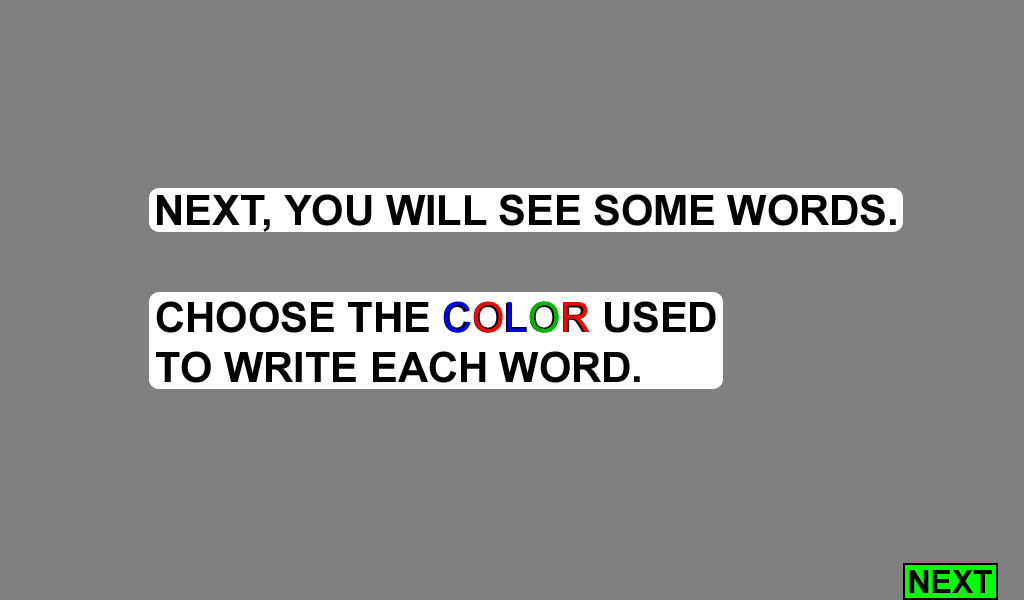 NEXT, YOU WILL SEE SOME WORDS.
CHOOSE THE COLOR USED
TO WRITE EACH WORD.
NEXT